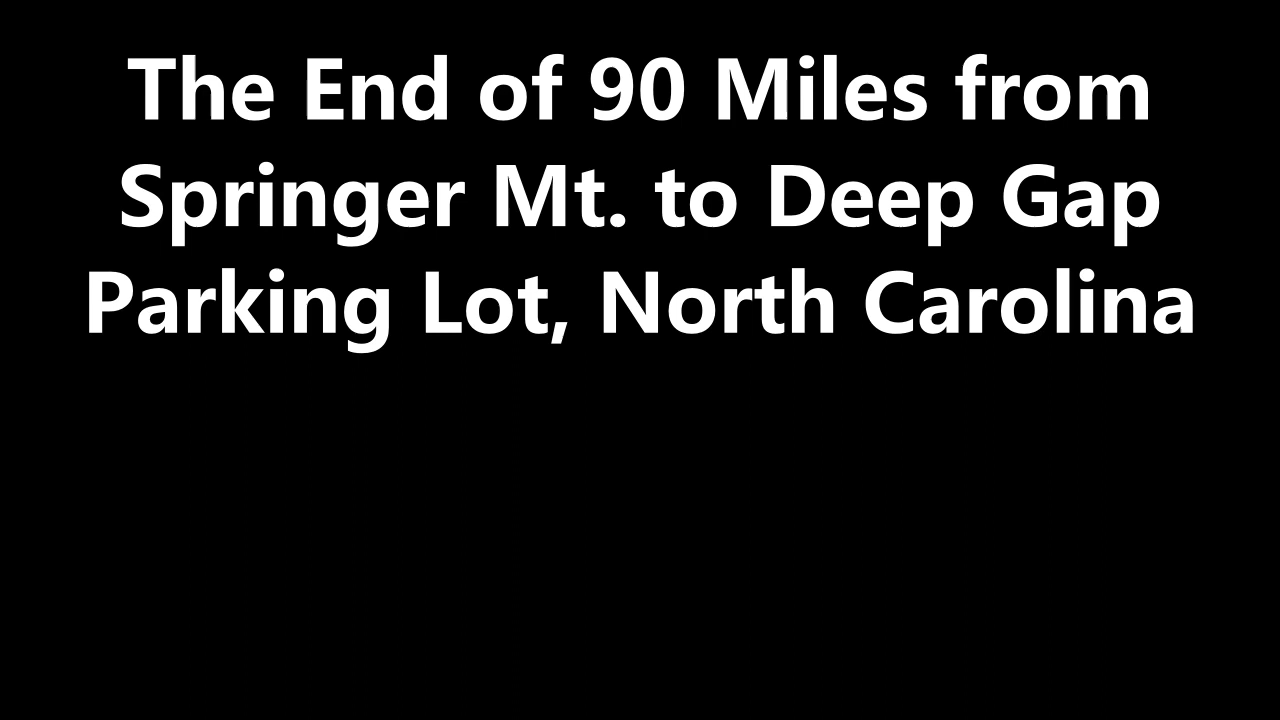 The End of 90 Miles from
Springer Mt. to Deep Gap
Parking Lot, North Carolina